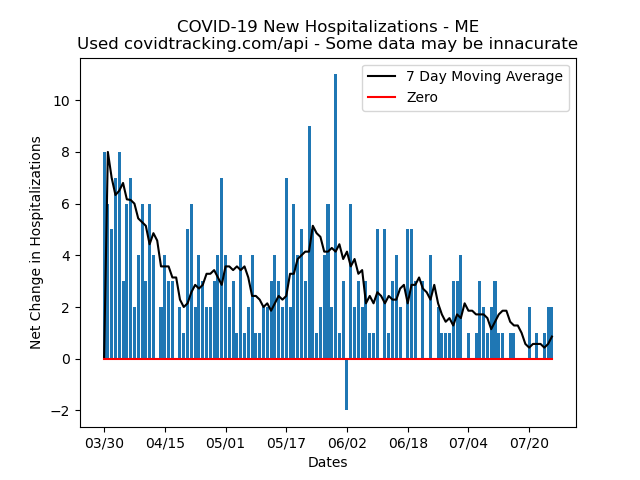 COVID-19 New Hospitalizations - ME
Used covidtracking.com/api - Some data may be innacurate
7 Day Moving Average
Zero
Net Change in Hospitalizations
10
8
6
4
2
0
−2
03/30 04/15 05/01 05/17 06/02 06/18 07/04 07/20
Dates